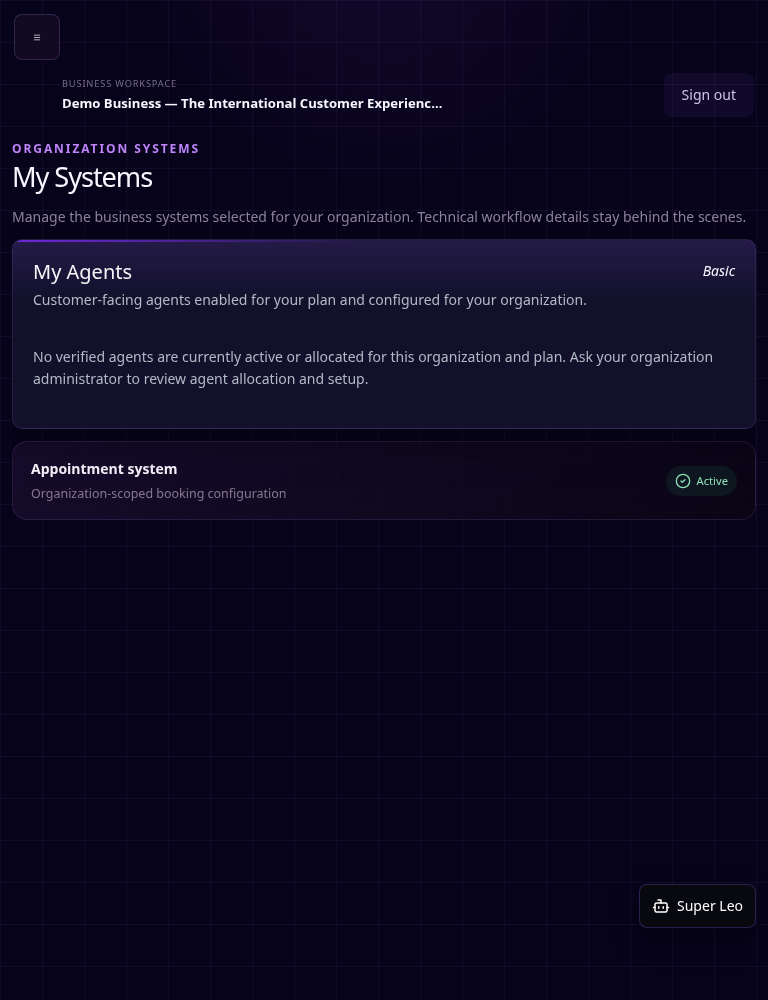 ≡
BUSINESS WORKSPACE
Demo Business — The International Customer Experienc...
Sign out
ORGANIZATION SYSTEMS
My Systems
Manage the business systems selected for your organization. Technical workflow details stay behind the scenes.
My Agents
Basic
Customer-facing agents enabled for your plan and configured for your organization.
No verified agents are currently active or allocated for this organization and plan. Ask your organization
administrator to review agent allocation and setup.
Appointment system
Organization-scoped booking configuration
Active
Super Leo